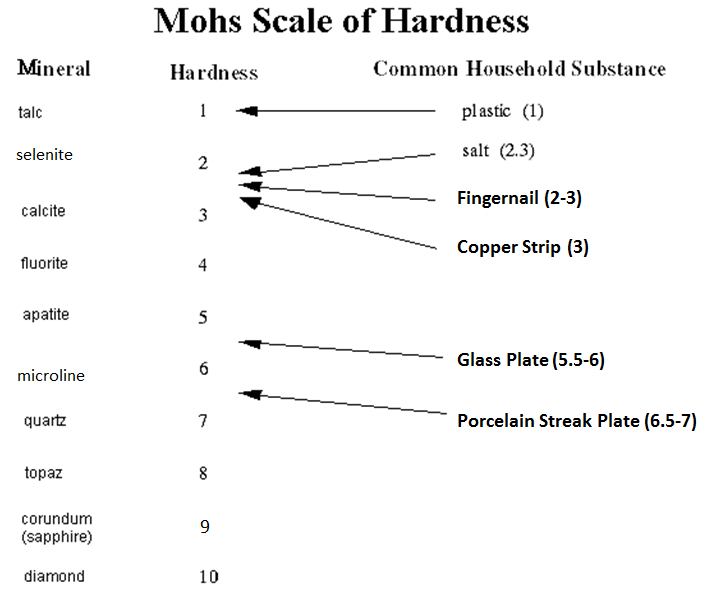 Mohs Scale of Hardness
Mineral Hardness Common Household Substance
talc 1 plastic (1)
selenite 2 salt (2.3)
Fingernail (2-3)
calcite 3
Copper Strip (3)
fluorite 4
apatite 5
Glass Plate (5.5-6)
microline 6
quartz 7 Porcelain Streak Plate (6.5-7)
topaz 8
corundum 9
(sapphire)
diamond 10